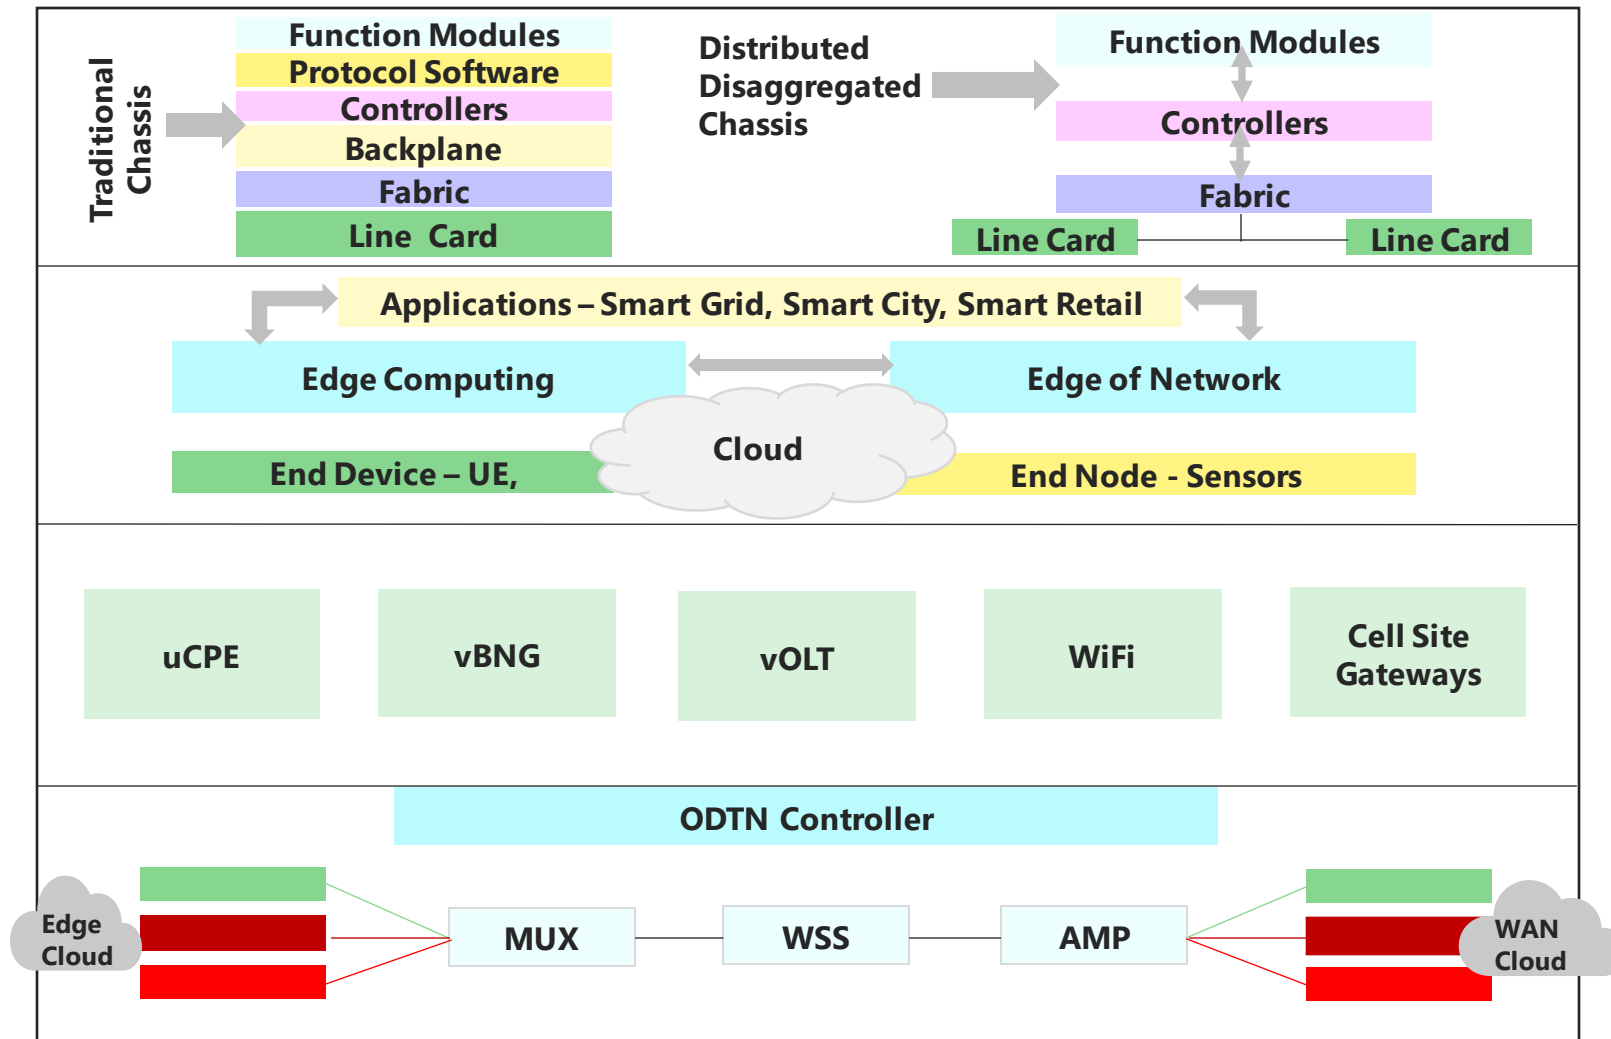 Traditional
Chassis
Function Modules
Protocol Software
Controllers
Backplane
Fabric
Line Card
Distributed
Disaggregated
Chassis
Function Modules
Controllers
Fabric
Line Card
Line Card
Applications – Smart Grid, Smart City, Smart Retail
Edge Computing
Edge of Network
Cloud
End Device – UE,
End Node - Sensors
uCPE
vBNG
vOLT
WiFi
Cell Site
Gateways
ODTN Controller
Edge
Cloud
MUX
WSS
AMP
WAN
Cloud